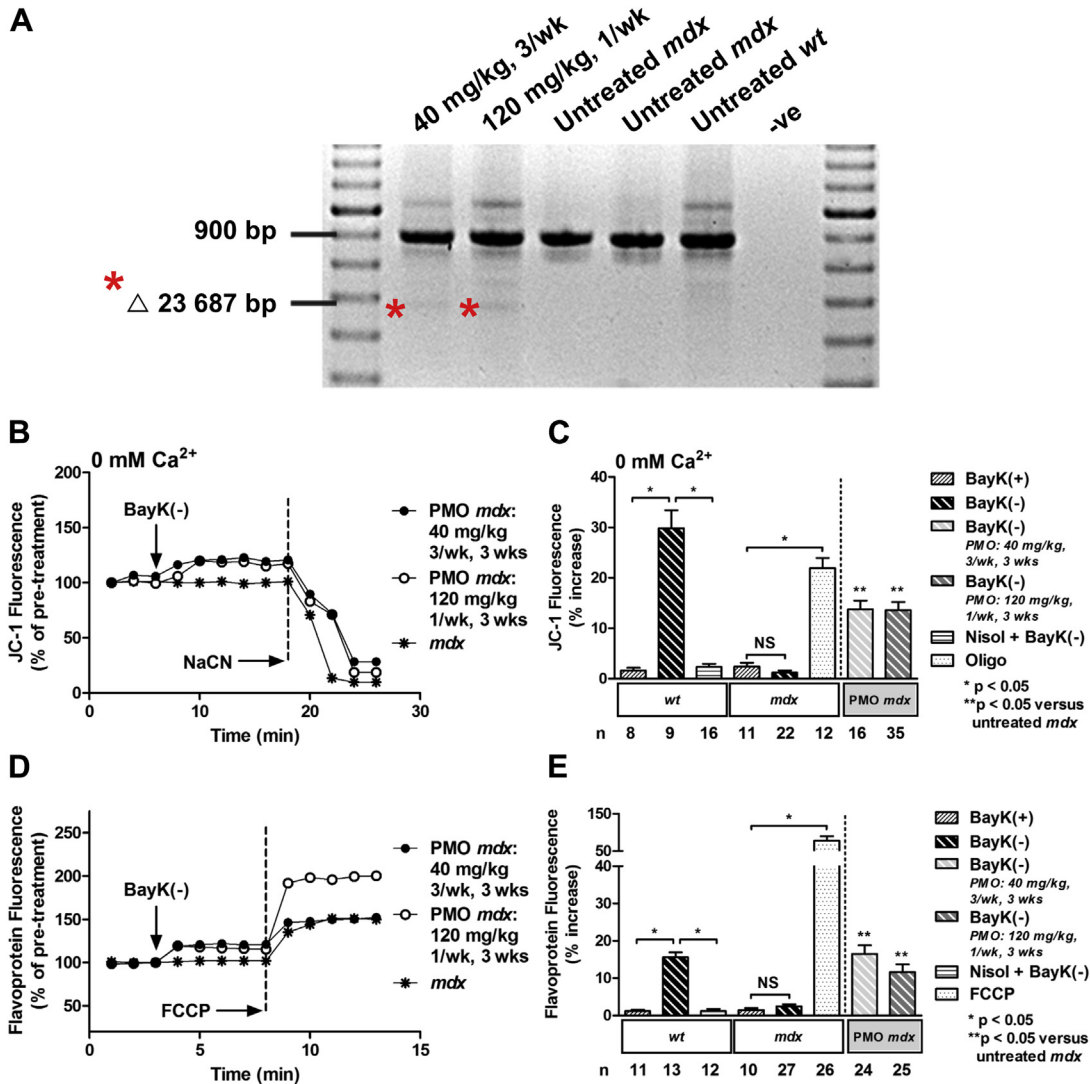 A
40 mg/kg, 3/wk
120 mg/kg, 1/wk
Untreated mdx
Untreated mdx
Untreated wt
-ve
900 bp
*
△ 23 687 bp
* *
B
0 mM Ca2+
JC-1 Fluorescence
(% of pre-treatment)
200
150
100
50
0
0 10 20 30
Time (min)
BayK(-)
NaCN
PMO mdx:
40 mg/kg
3/wk, 3 wks
PMO mdx:
120 mg/kg
1/wk, 3 wks
mdx
C
0 mM Ca2+
JC-1 Fluorescence
(% increase)
40
30
20
10
0
* *
NS
*
** **
wt mdx PMO mdx
n 8 9 16 11 22 12 16 35
BayK(+)
BayK(-)
BayK(-)
PMO: 40 mg/kg,
3/wk, 3 wks
BayK(-)
PMO: 120 mg/kg,
1/wk, 3 wks
Nisol + BayK(-)
Oligo
* p < 0.05
**p < 0.05 versus
untreated mdx
D
Flavoprotein Fluorescence
(% of pre-treatment)
250
200
150
100
50
0 5 10 15
Time (min)
BayK(-)
FCCP
PMO mdx:
40 mg/kg
3/wk, 3 wks
PMO mdx:
120 mg/kg
1/wk, 3 wks
mdx
E
Flavoprotein Fluorescence
(% increase)
150
50
40
30
20
10
0
* *
NS
*
** **
wt mdx PMO mdx
n 11 13 12 10 27 26 24 25
BayK(+)
BayK(-)
BayK(-)
PMO: 40 mg/kg,
3/wk, 3 wks
BayK(-)
PMO: 120 mg/kg,
1/wk, 3 wks
Nisol + BayK(-)
FCCP
* p < 0.05
**p < 0.05 versus
untreated mdx